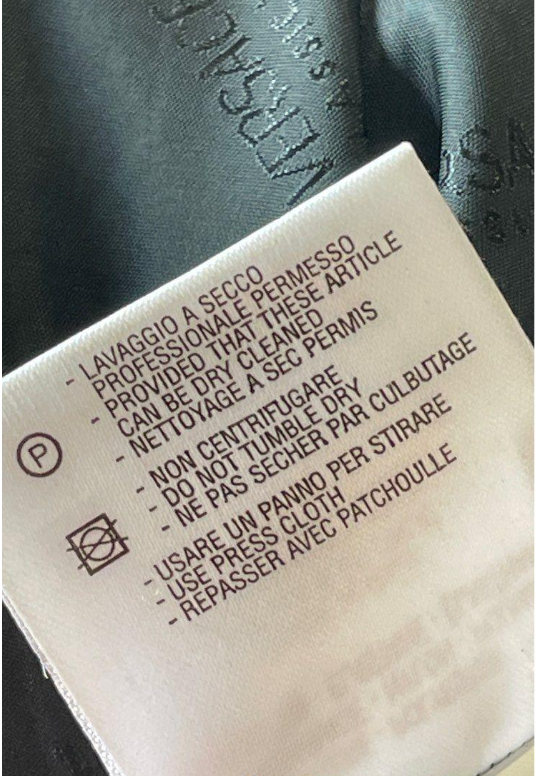 VERSACE
- LAVAGGIO A SECCO
PROFESSIONALE PERMESSO
- PROVIDED THAT THESE ARTICLE
CAN BE DRY CLEANED
- NETTOYAGE A SEC PERMIS
P
- NON CENTRIFUGARE
- DO NOT TUMBLE DRY
- NE PAS SECHER PAR CULBUTAGE
- USARE UN PANNO PER STIRARE
- USE PRESS CLOTH
- REPASSER AVEC PATCHOULLE